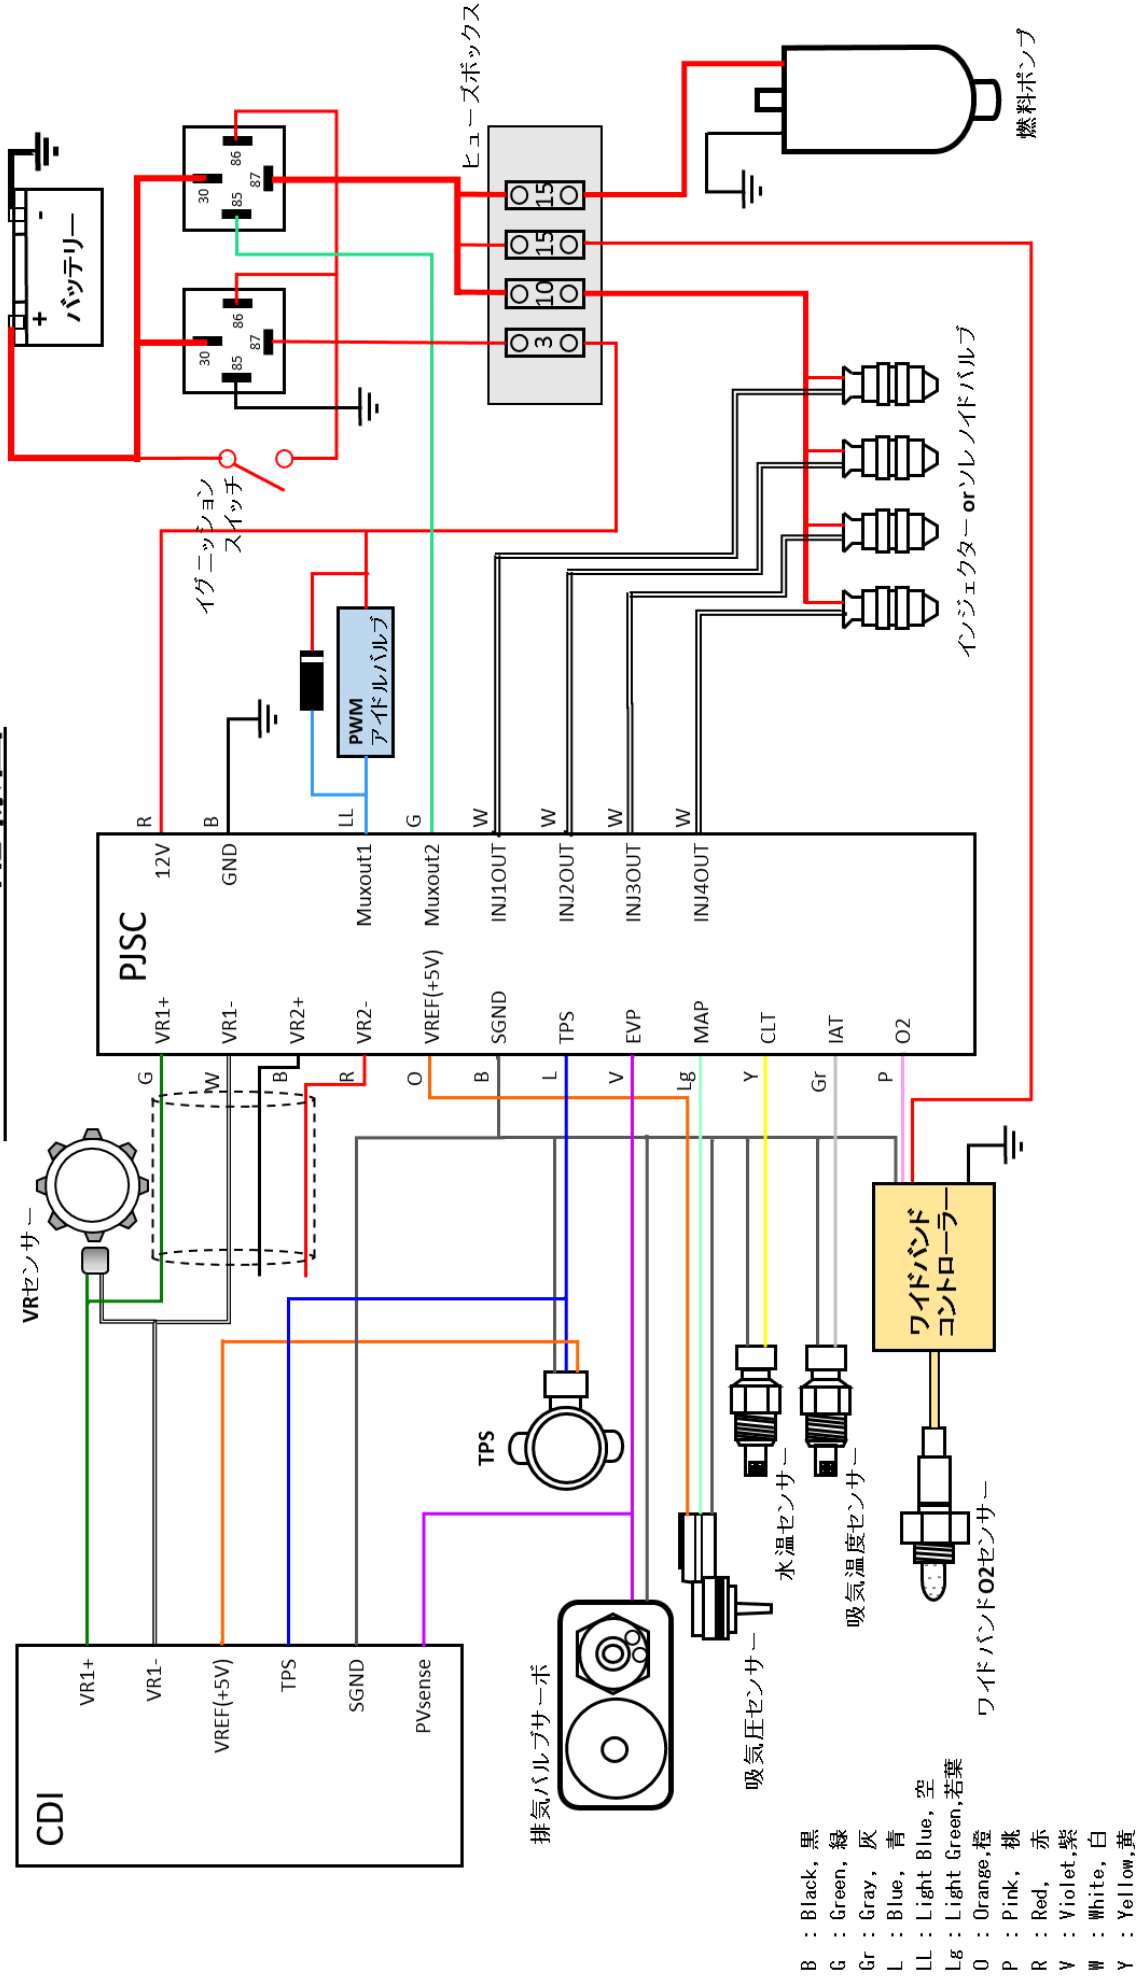 CDI
VR1+
VR1-
VREF(+5V)
TPS
SGND
PVsense
VRセンサー
TPS
排気バルブサーボ
吸気圧センサー
水温センサー
吸気温度センサー
ワイドバンドO2センサー
ワイドバンド
コントローラー
PJSC
VR1+
VR1-
VR2+
VR2-
VREF(+5V)
SGND
TPS
EVP
MAP
CLT
IAT
O2
G
W
B
R
O
B
L
V
Lg
Y
Gr
P
12V
GND
Muxout1
Muxout2
INJ1OUT
INJ2OUT
INJ3OUT
INJ4OUT
R
B
LL
G
W
W
W
W
PWM
アイドルバルブ
イグニッション
スイッチ
バッテリー
+
-
30
85
86
87
30
85
86
87
ヒューズボックス
3
10
15
15
燃料ポンプ
インジェクターorソレノイドバルブ
B : Black, 黒
G : Green, 緑
Gr : Gray, 灰
L : Blue, 青
LL : Light Blue, 空
Lg : Light Green,若葉
O : Orange,橙
P : Pink, 桃
R : Red, 赤
V : Violet,紫
W : White, 白
Y : Yellow,黄